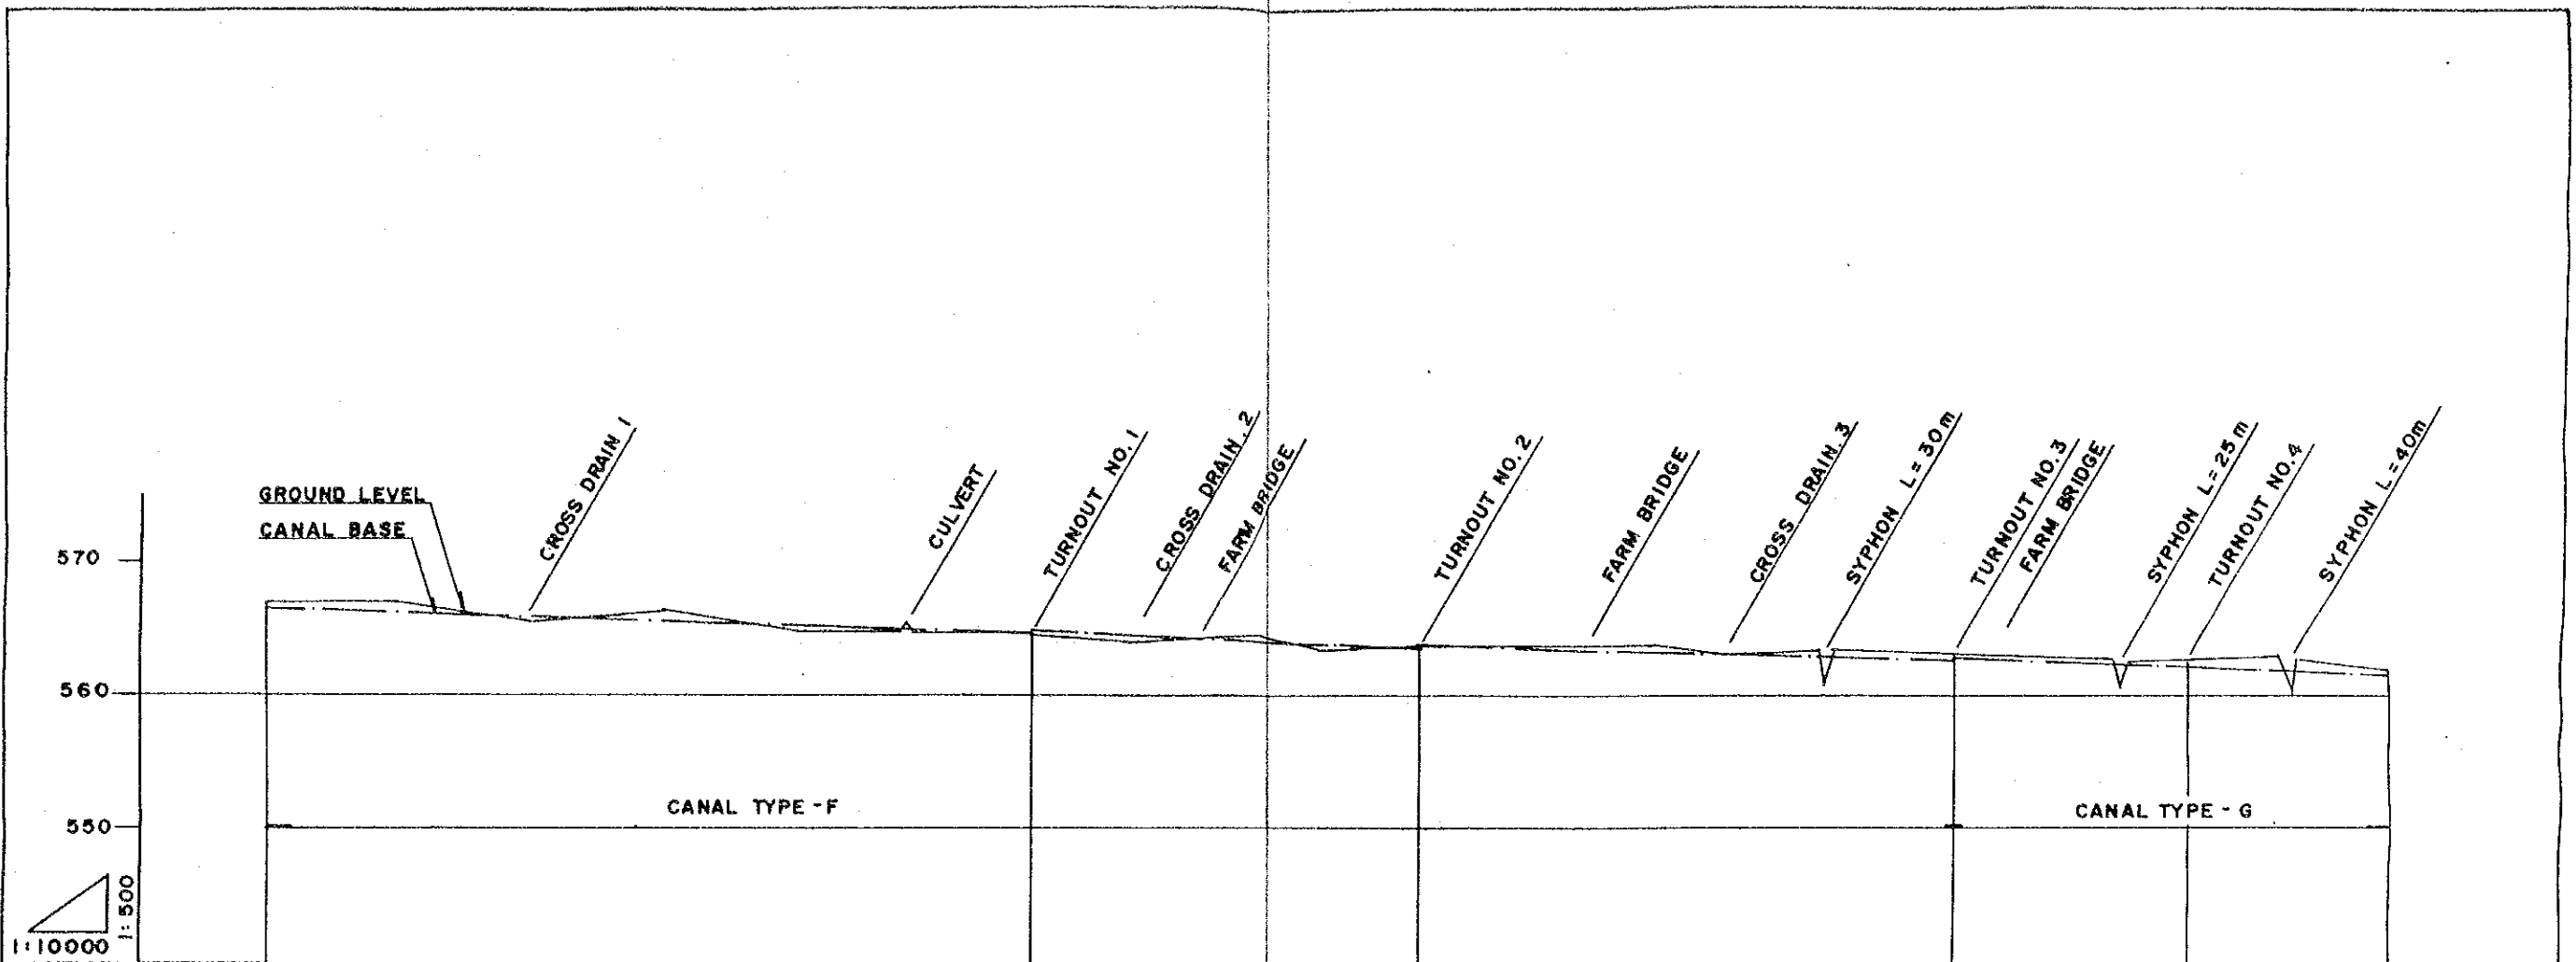 GROUND LEVEL
CANAL BASE
CROSS DRAIN 1
CULVERT
TURNOUT NO. 1
CROSS DRAIN. 2
FARM BRIDGE
TURNOUT NO. 2
FARM BRIDGE
CROSS DRAIN. 3
SYPHON L = 30m
TURNOUT NO. 3
FARM BRIDGE
SYPHON L = 25m
TURNOUT NO. 4
SYPHON L = 40m
570
560
550
CANAL TYPE - F
CANAL TYPE - G
1:500
1:10000